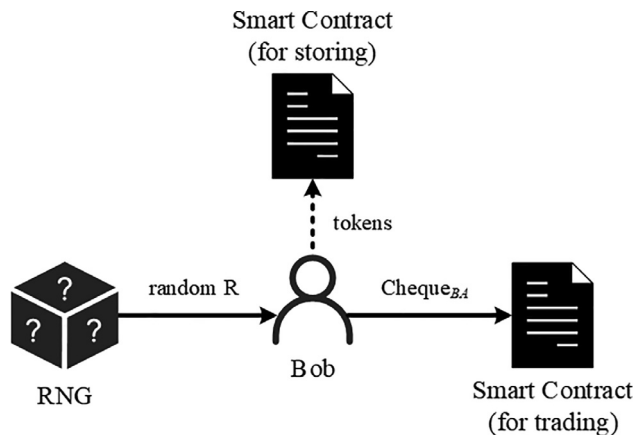 Smart Contract
(for storing)
tokens
random R
Cheque_BA
? ? ?
Bob
RNG
Smart Contract
(for trading)